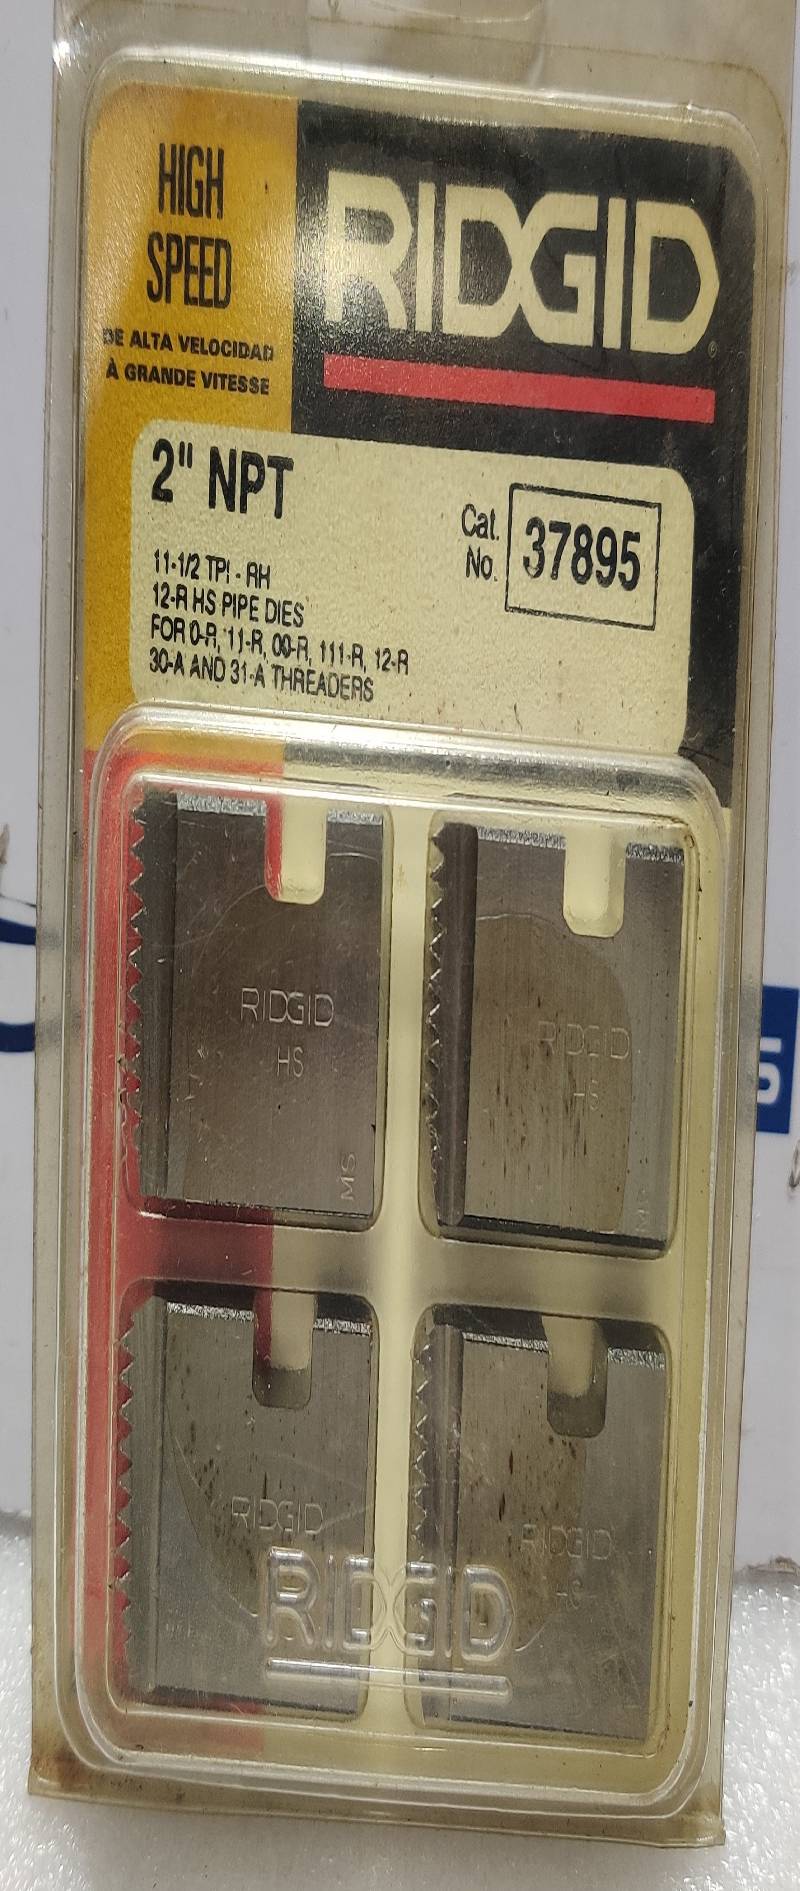 HIGH
SPEED
DE ALTA VELOCIDAD
À GRANDE VITESSE
RIDGID®
2" NPT
Cat.
No.
37895
11-1/2 TPI - RH
12-R HS PIPE DIES
FOR 0-R, 11-R, 00-R, 111-R, 12-R
30-A AND 31-A THREADERS
RIDGID
HS
MS
RIDGID
HS
MS
RIDGID
RIDGID
HS
RIDGID